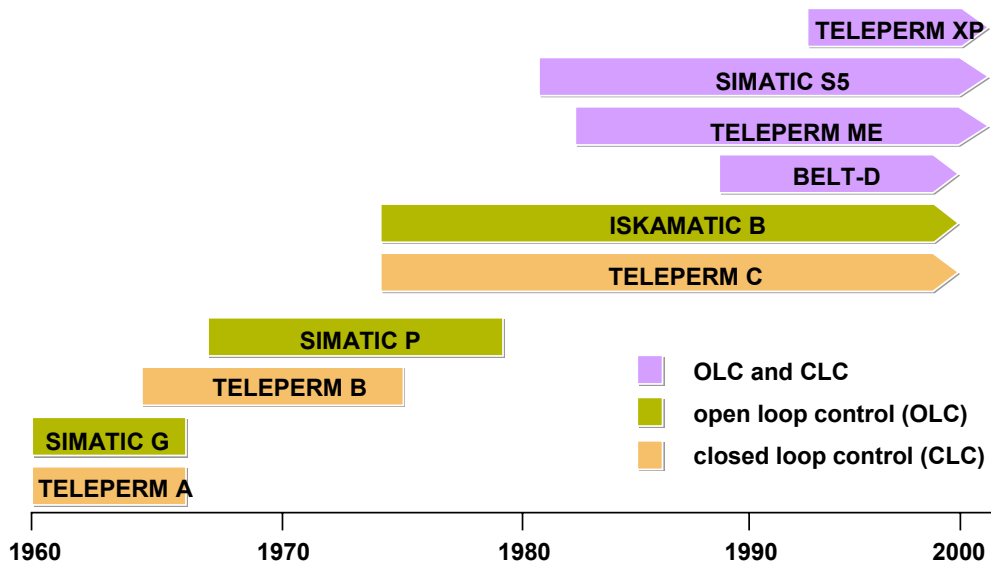 TELEPERM XP
SIMATIC S5
TELEPERM ME
BELT-D
ISKAMATIC B
TELEPERM C
SIMATIC P
TELEPERM B
SIMATIC G
TELEPERM A
OLC and CLC
open loop control (OLC)
closed loop control (CLC)
1960 1970 1980 1990 2000